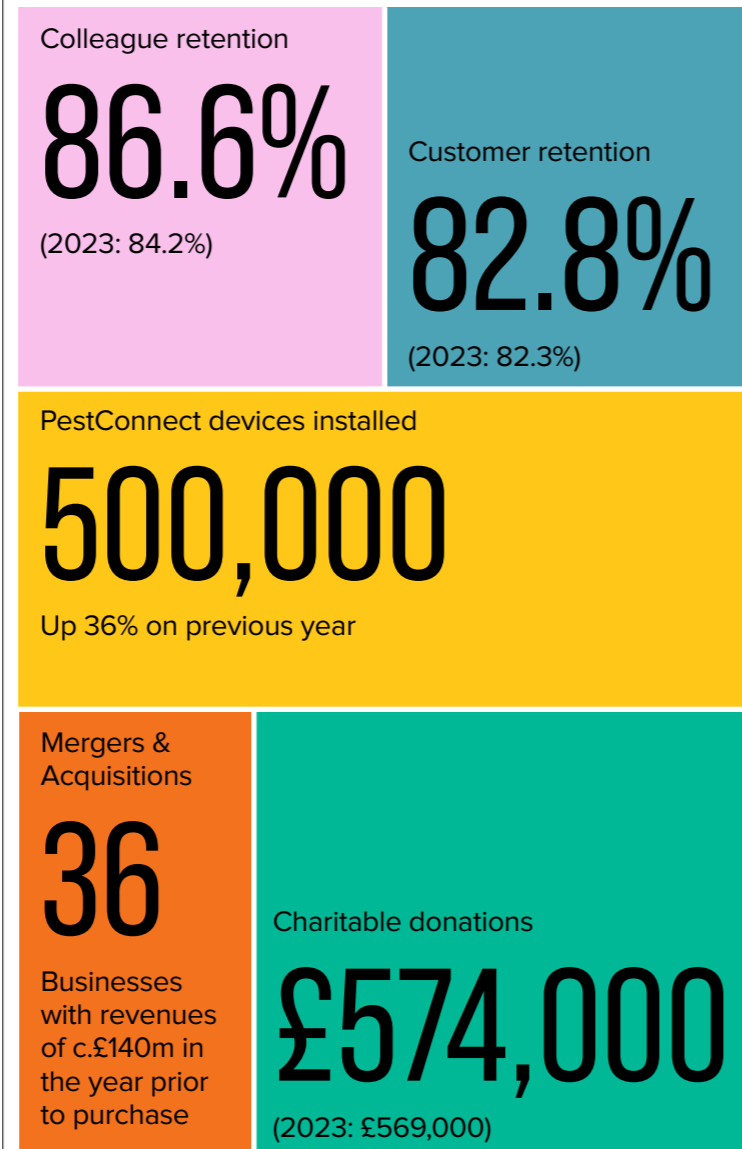 Colleague retention
86.6%
(2023: 84.2%)
Customer retention
82.8%
(2023: 82.3%)
PestConnect devices installed
500,000
Up 36% on previous year
Mergers &
Acquisitions
36
Businesses
with revenues
of c.£140m in
the year prior
to purchase
Charitable donations
£574,000
(2023: £569,000)